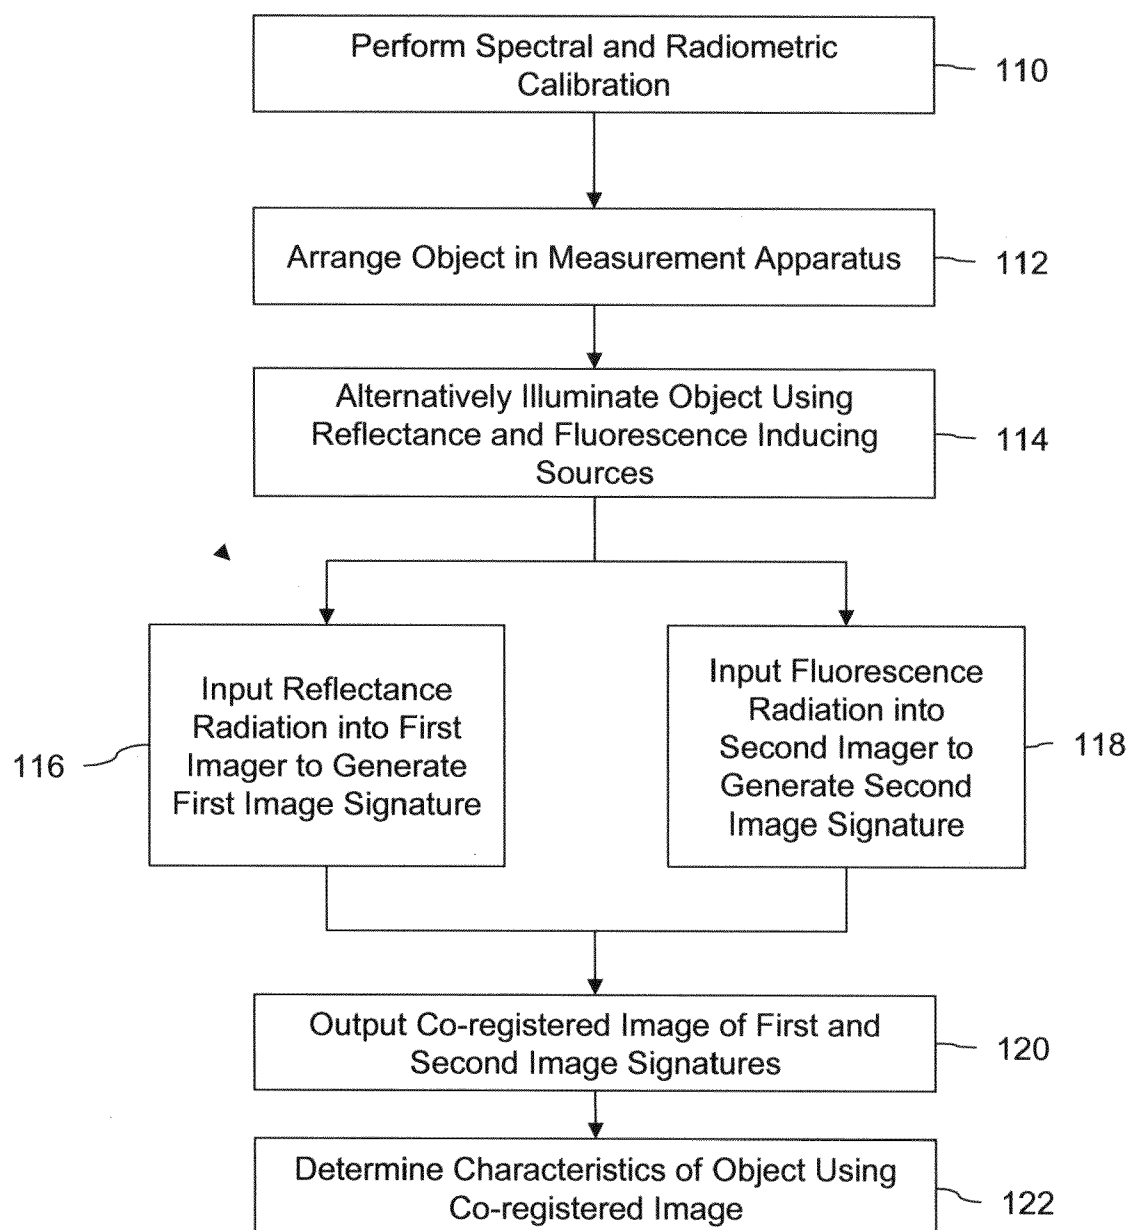 Perform Spectral and Radiometric
Calibration
110
Arrange Object in Measurement Apparatus
112
Alternatively Illuminate Object Using
Reflectance and Fluorescence Inducing
Sources
114
Input Reflectance
Radiation into First
Imager to Generate
First Image Signature
116
Input Fluorescence
Radiation into
Second Imager to
Generate Second
Image Signature
118
Output Co-registered Image of First and
Second Image Signatures
120
Determine Characteristics of Object Using
Co-registered Image
122